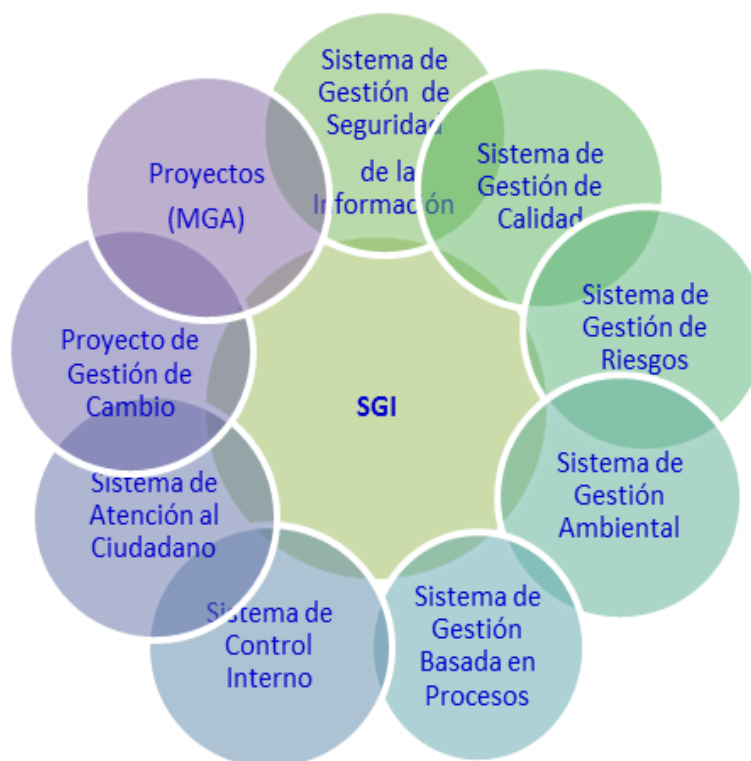 Sistema de
Gestión de
Seguridad
de la
Información
Sistema de
Gestión de
Calidad
Sistema de
Gestión de
Riesgos
Sistema de
Gestión
Ambiental
Sistema de
Gestión
Basada en
Procesos
Sistema de
Control
Interno
Sistema de
Atención al
Ciudadano
Proyecto de
Gestión de
Cambio
Proyectos
(MGA)
SGI